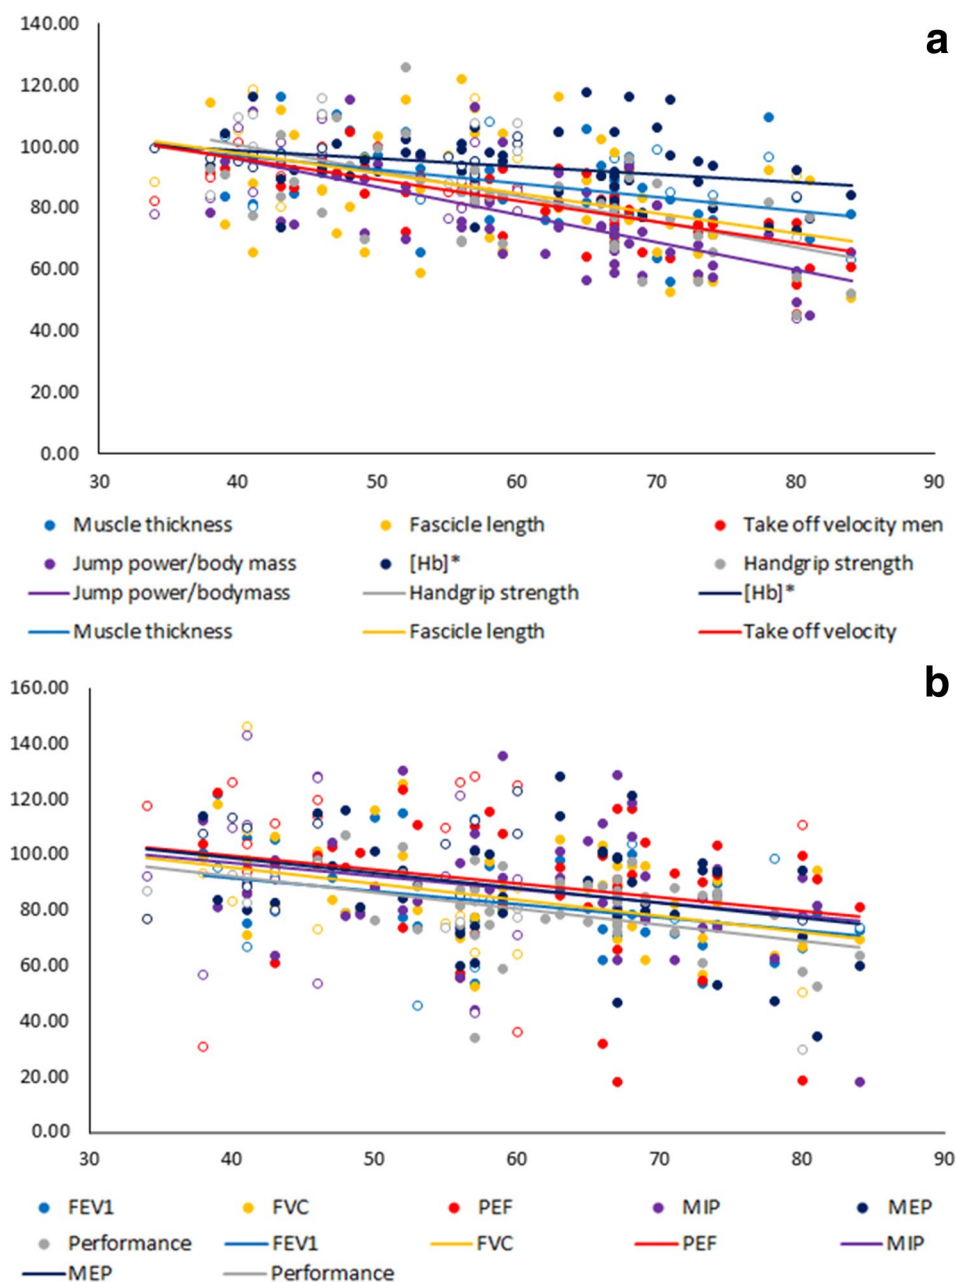 a
140.00
120.00
100.00
80.00
60.00
40.00
20.00
0.00
30 40 50 60 70 80 90
Muscle thickness Fascicle length Take off velocity men
Jump power/body mass [Hb]* Handgrip strength
Jump power/bodymass Handgrip strength [Hb]*
Muscle thickness Fascicle length Take off velocity
b
160.00
140.00
120.00
100.00
80.00
60.00
40.00
20.00
0.00
30 40 50 60 70 80 90
FEV1 FVC PEF MIP MEP
Performance FEV1 FVC PEF MIP
MEP Performance